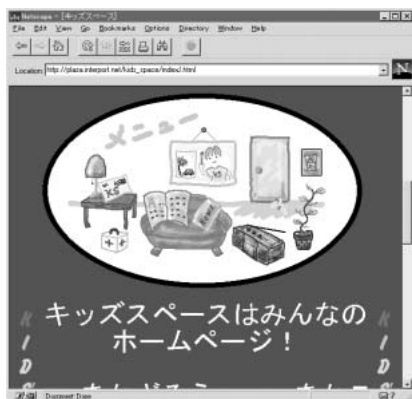 Netscape - [キッズスペース]
File Edit View Go Bookmarks Options Directory Window Help
Location: http://plaza.interport.net/kids_space/indexJ.html
N
メニュー
KS
キッズスペースはみんなの
ホームページ！
K
I
D
K
I
D
Document: Done